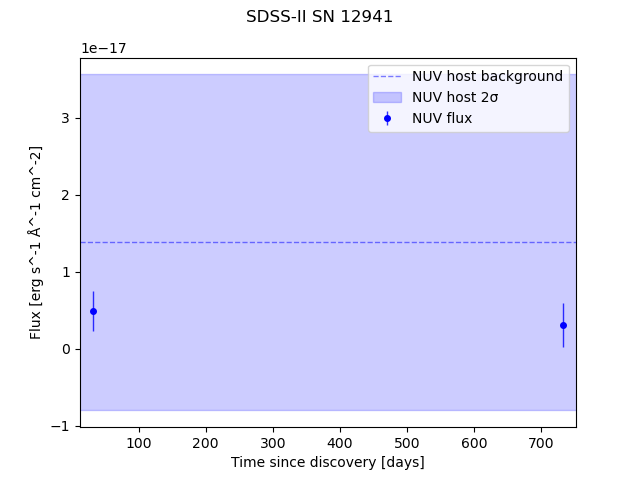 SDSS-II SN 12941
1e−17
NUV host background
NUV host 2σ
NUV flux
3
2
1
0
−1
Flux [erg s^-1 Å^-1 cm^-2]
100 200 300 400 500 600 700
Time since discovery [days]